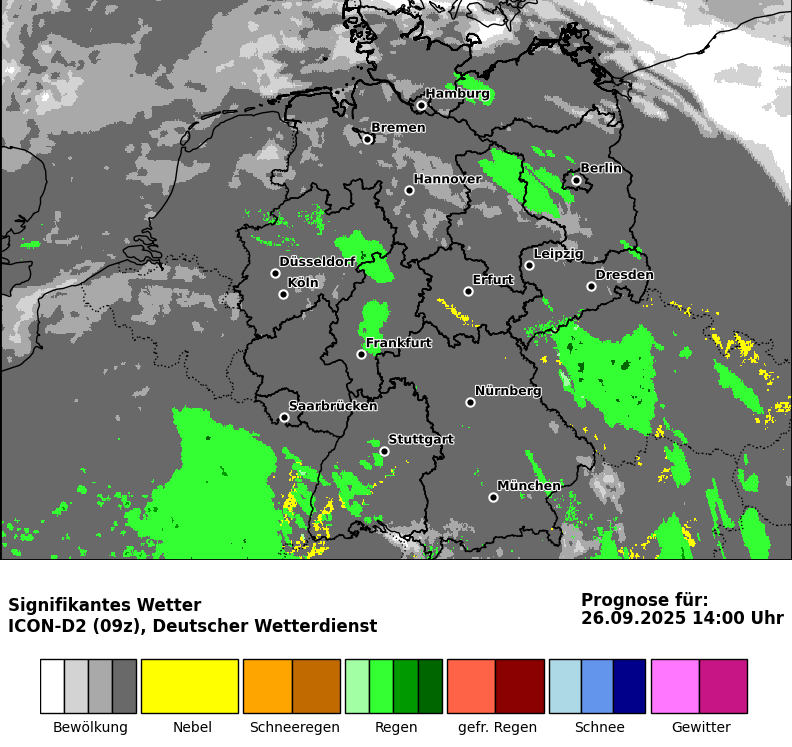 Hamburg
Bremen
Berlin
Hannover
Leipzig
Düsseldorf
Dresden
Erfurt
Köln
Frankfurt
Nürnberg
Saarbrücken
Stuttgart
München
Signifikantes Wetter
ICON-D2 (09z), Deutscher Wetterdienst
Prognose für:
26.09.2025 14:00 Uhr
Bewölkung Nebel Schneeregen Regen gefr. Regen Schnee Gewitter